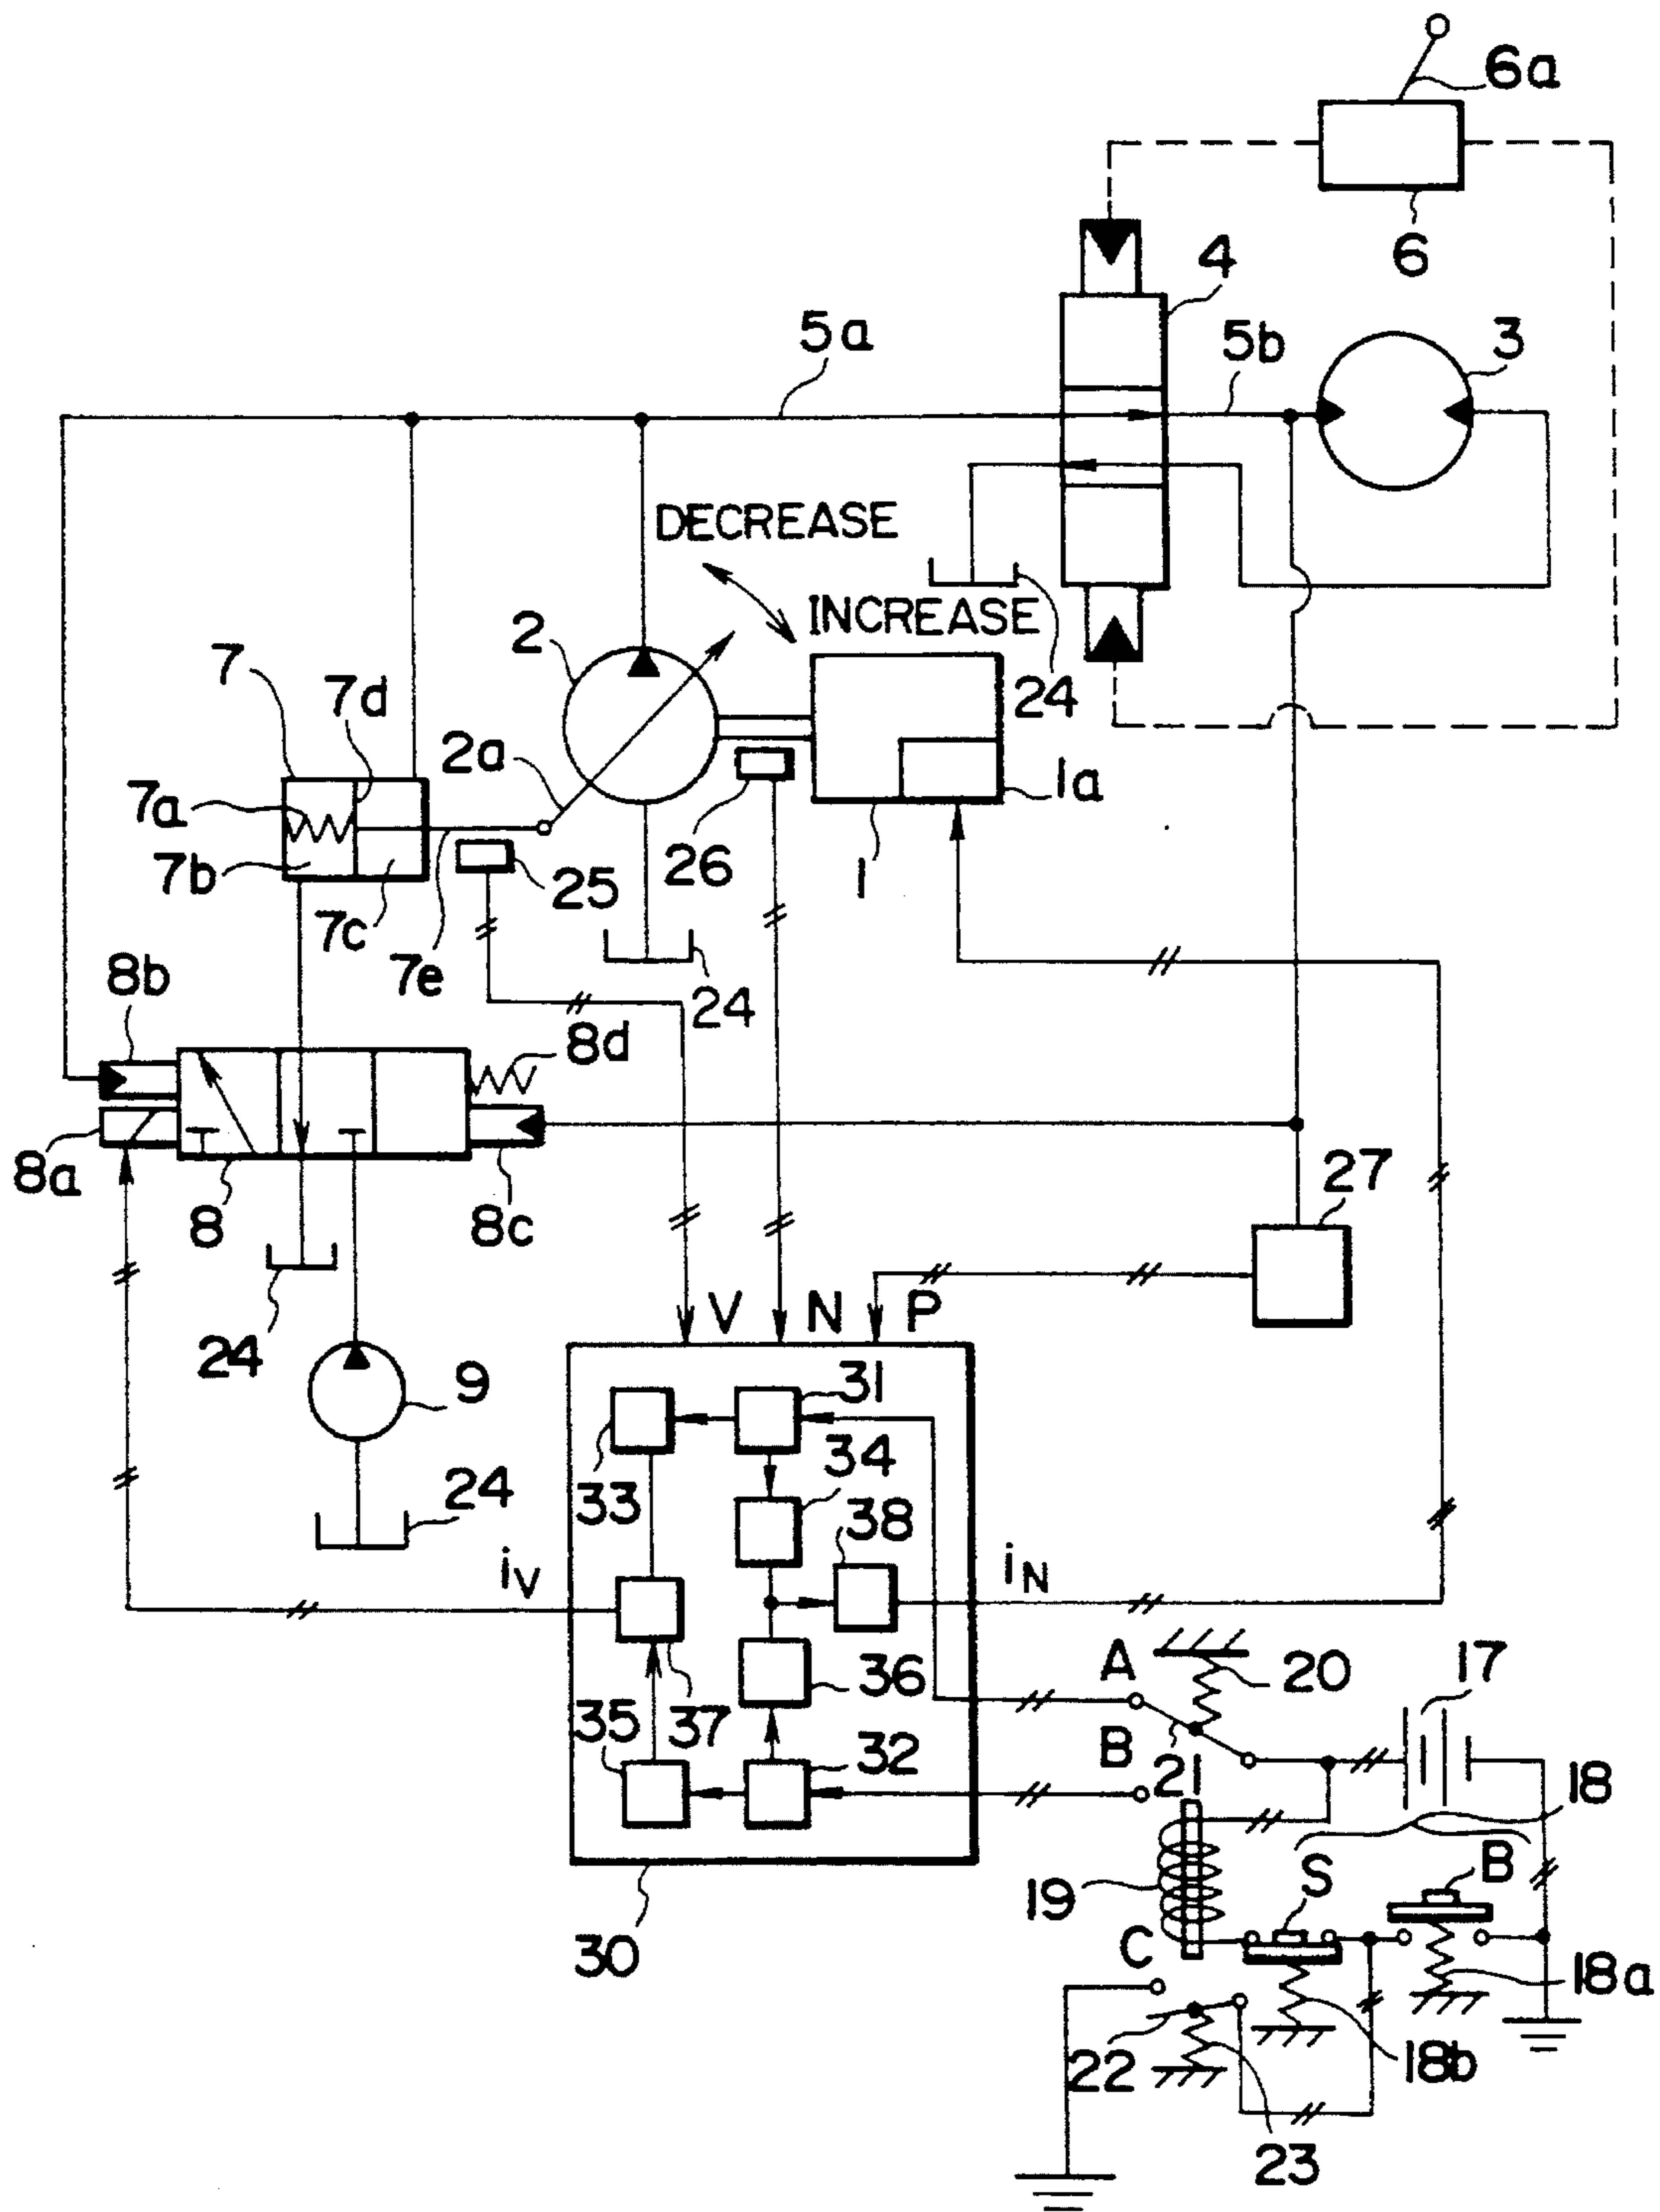 6a
6
4
5a
5b
3
DECREASE
INCREASE
2
7
7d
24
2a
7a
1a
26
7b
25
1
7c
7e
24
8b
8d
8a
27
8
8c
V N P
24
31
9
34
33
24
38
iV
iN
A
20
17
36
35
37
B
32
21
18
S
B
19
C
30
18a
22
18b
23